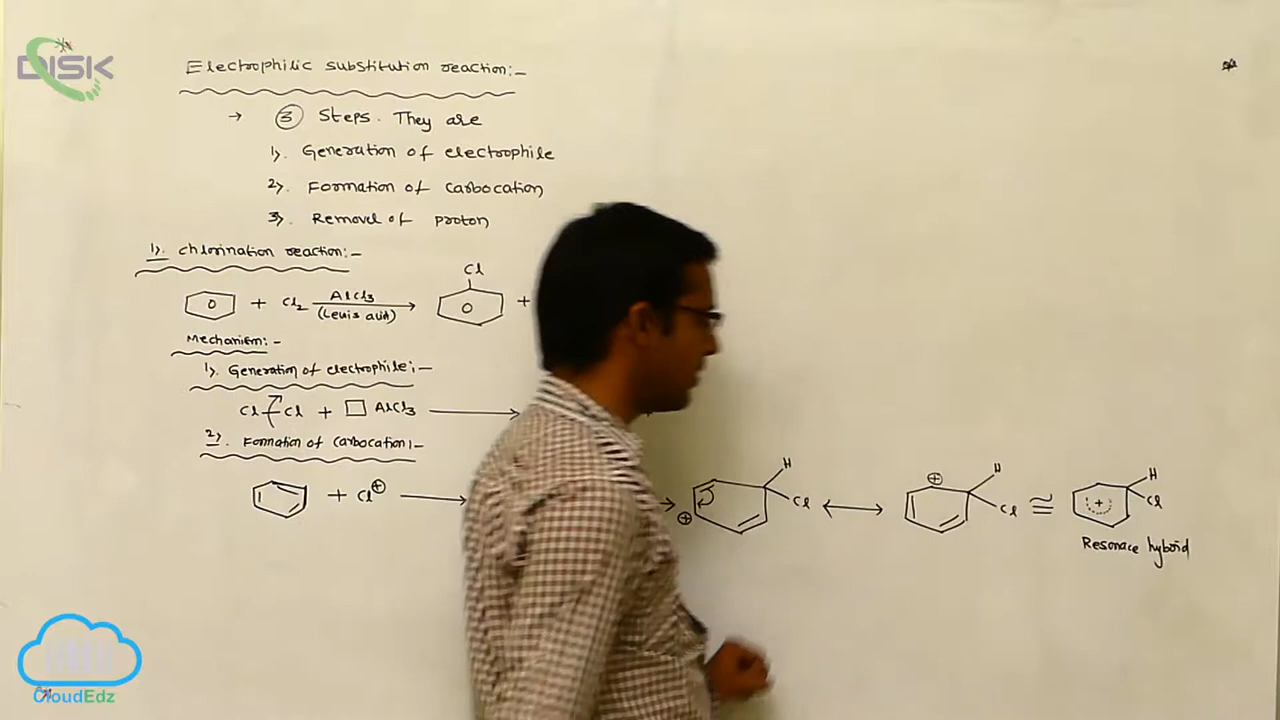 DISK
Electrophilic substitution reaction:-
→ 3 Steps. They are
1). Generation of electrophile
2). Formation of carbocation
3). Removel of proton
1). chlorination reaction:-
Cl
+ Cl2 AlCl3 → +
(Lewis acid)
Mechanism:-
1). Generation of electrophile:-
Cl Cl + AlCl3 →
2). Formation of carbocation:-
+ Cl⊕ → → ⊕ H Cl ↔ ⊕ H Cl ≅ + H Cl
Resonace hybrid
CloudEdz